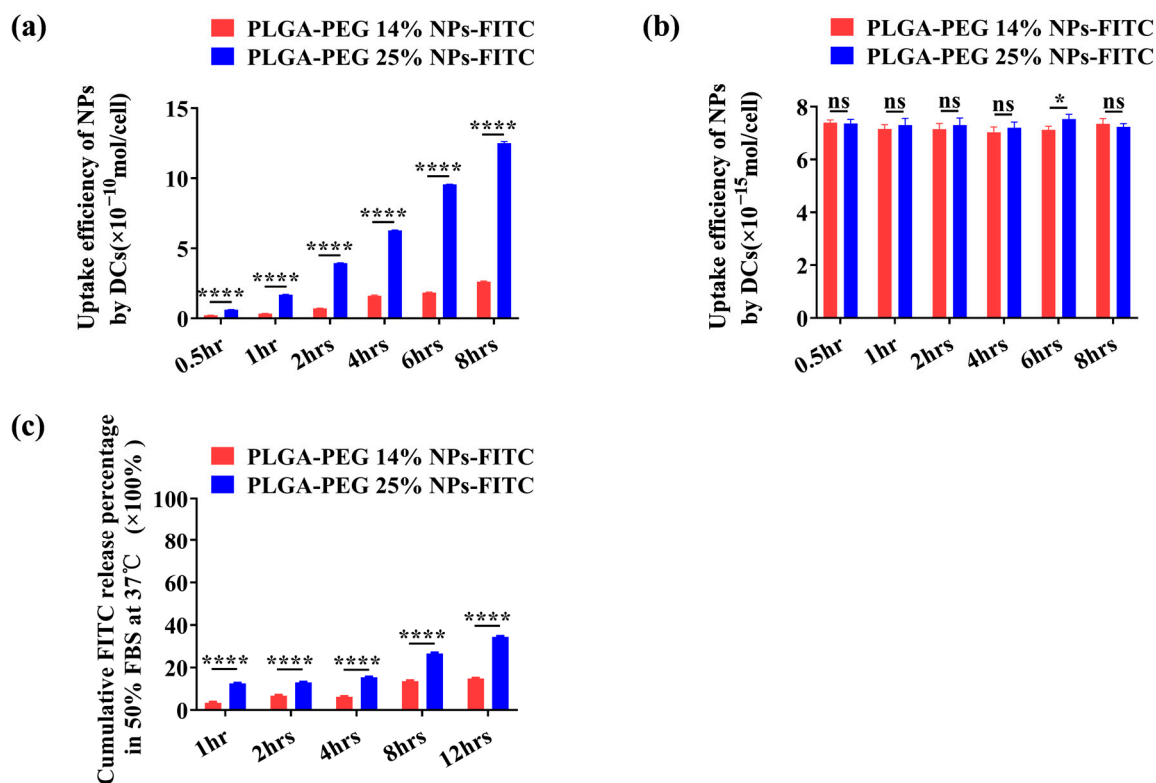 (a)
PLGA-PEG 14% NPs-FITC
PLGA-PEG 25% NPs-FITC
Uptake efficiency of NPs
by DCs(×10⁻¹⁰mol/cell)
15
10
5
0
****
****
****
****
****
****
0.5hr
1hr
2hrs
4hrs
6hrs
8hrs
(b)
PLGA-PEG 14% NPs-FITC
PLGA-PEG 25% NPs-FITC
Uptake efficiency of NPs
by DCs(×10⁻¹⁵mol/cell)
8
6
4
2
0
ns
ns
ns
ns
*
ns
0.5hr
1hr
2hrs
4hrs
6hrs
8hrs
(c)
PLGA-PEG 14% NPs-FITC
PLGA-PEG 25% NPs-FITC
Cumulative FITC release percentage
in 50% FBS at 37℃ (×100%)
100
80
60
40
20
0
****
****
****
****
****
1hr
2hrs
4hrs
8hrs
12hrs